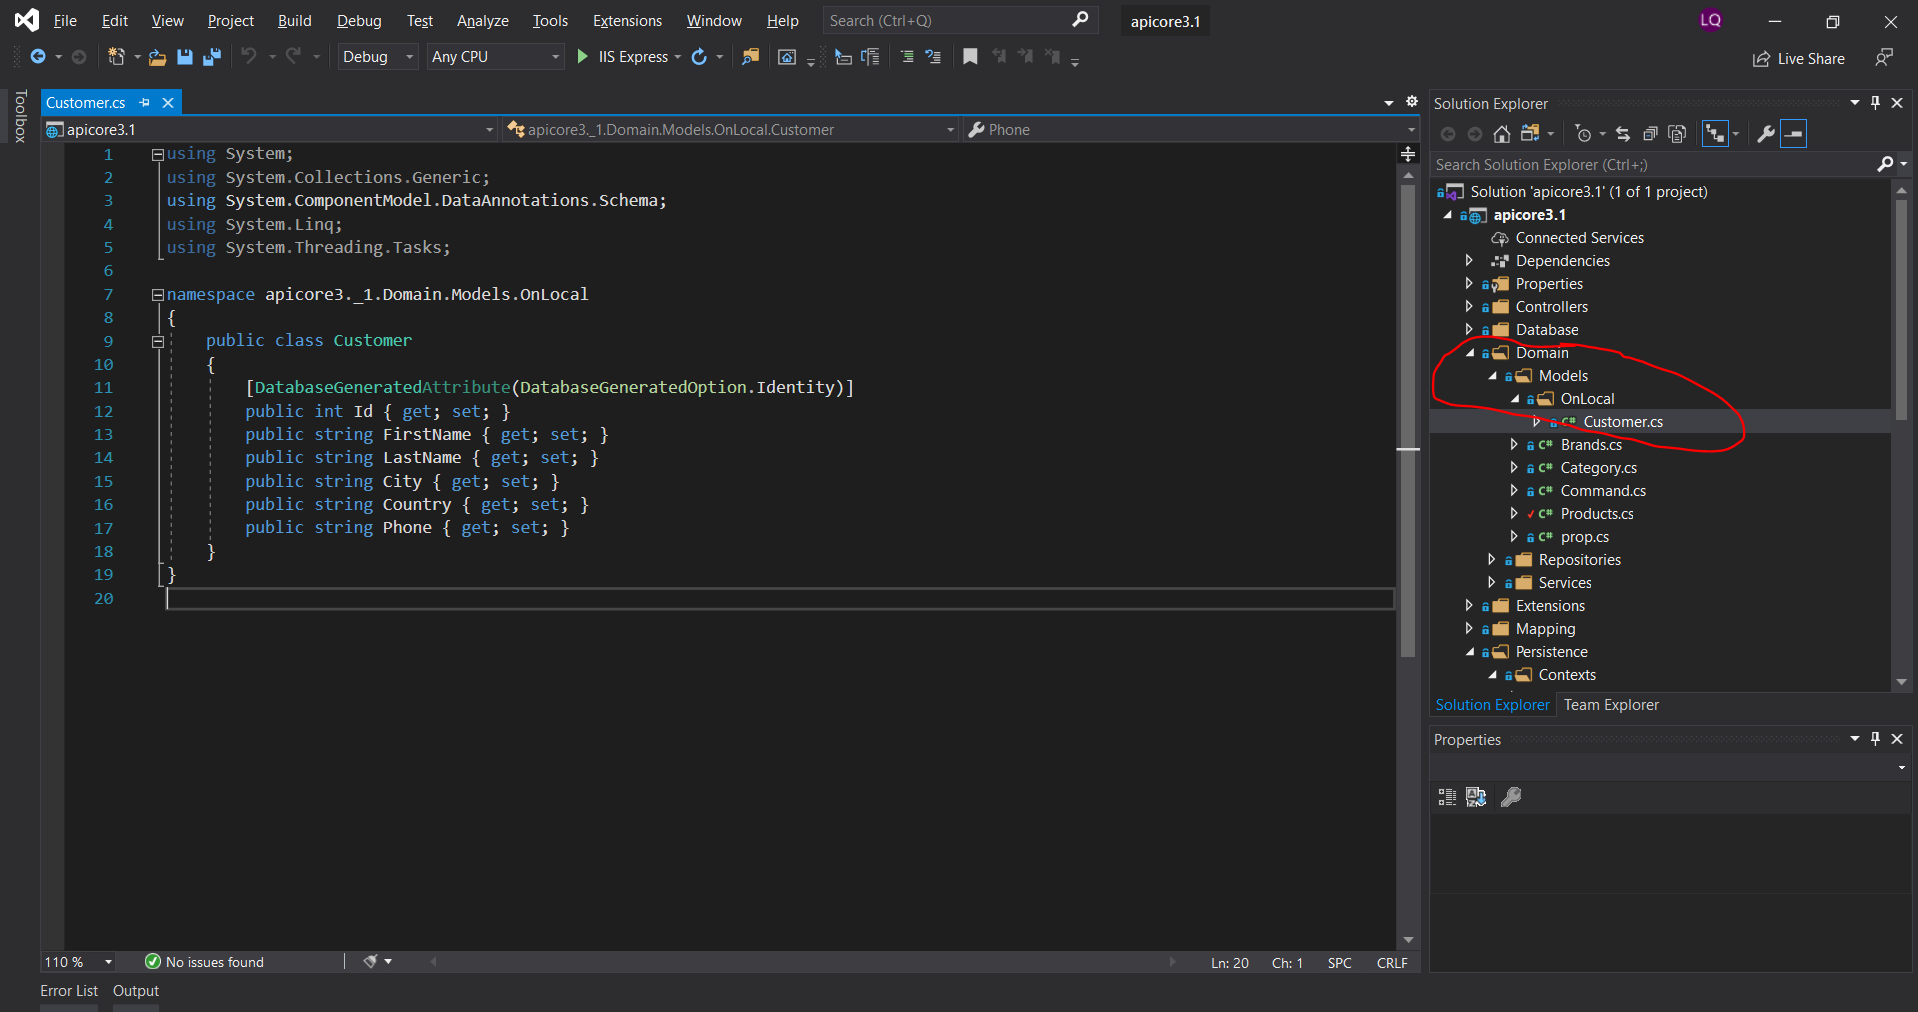 File Edit View Project Build Debug Test Analyze Tools Extensions Window Help Search (Ctrl+Q) apicore3.1 LQ
Debug Any CPU IIS Express Live Share
Toolbox
Customer.cs
apicore3.1 apicore3._1.Domain.Models.OnLocal.Customer Phone
1 using System;
2 using System.Collections.Generic;
3 using System.ComponentModel.DataAnnotations.Schema;
4 using System.Linq;
5 using System.Threading.Tasks;
6
7 namespace apicore3._1.Domain.Models.OnLocal
8 {
9 public class Customer
10 {
11 [DatabaseGeneratedAttribute(DatabaseGeneratedOption.Identity)]
12 public int Id { get; set; }
13 public string FirstName { get; set; }
14 public string LastName { get; set; }
15 public string City { get; set; }
16 public string Country { get; set; }
17 public string Phone { get; set; }
18 }
19 }
20
110 % No issues found Ln: 20 Ch: 1 SPC CRLF
Error List Output
Solution Explorer
Search Solution Explorer (Ctrl+;)
Solution 'apicore3.1' (1 of 1 project)
apicore3.1
Connected Services
Dependencies
Properties
Controllers
Database
Domain
Models
OnLocal
C# Customer.cs
C# Brands.cs
C# Category.cs
C# Command.cs
C# Products.cs
C# prop.cs
Repositories
Services
Extensions
Mapping
Persistence
Contexts
Solution Explorer Team Explorer
Properties